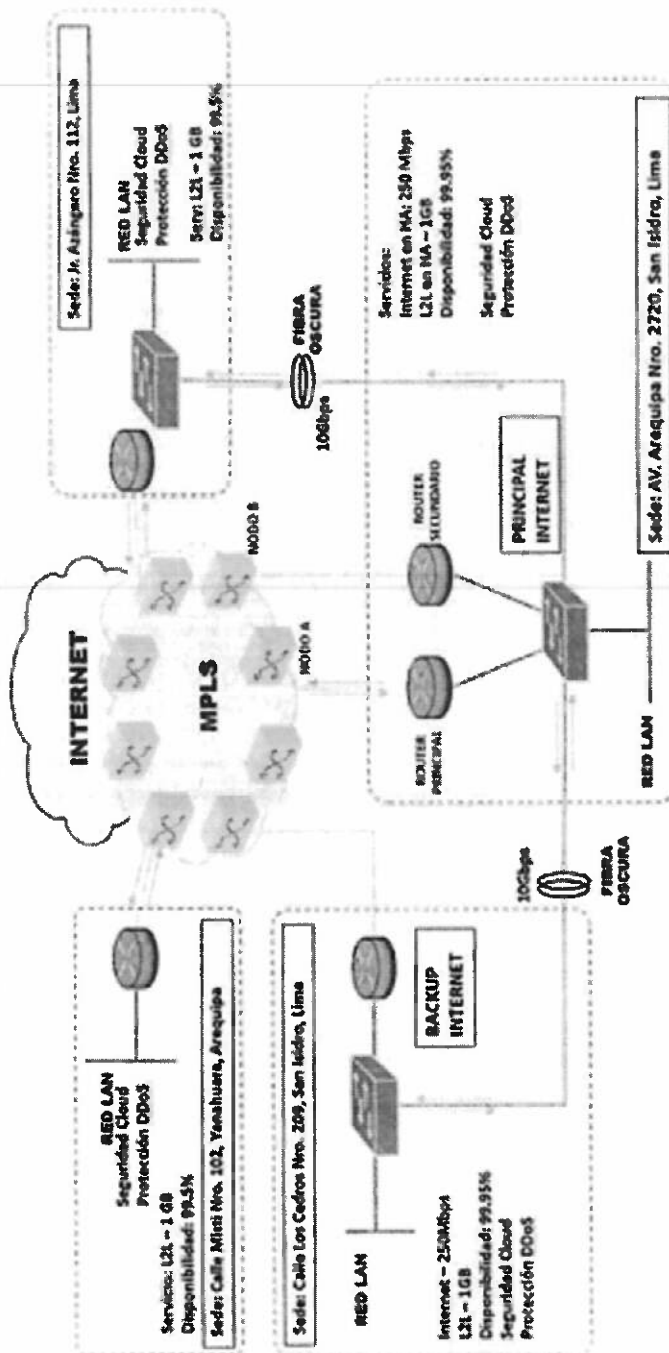 RED LAN
Seguridad Cloud
Protección DDoS
Servicio: L2L – 1 GB
Disponibilidad: 99.5%
Sede: Calle Misti Nro. 102, Yanahuara, Arequipa
INTERNET
MPLS
NODO A
NODO B
Sede: Jr. Azángaro Nro. 112, Lima
RED LAN
Seguridad Cloud
Protección DDoS
Serv: L2L – 1 GB
Disponibilidad: 99.5%
10Gbps
FIBRA
OSCURA
Sede: Calle Los Cedros Nro. 209, San Isidro, Lima
RED LAN
BACKUP
INTERNET
Internet – 250Mbps
L2L – 1GB
Disponibilidad: 99.95%
Seguridad Cloud
Protección DDoS
10Gbps
FIBRA
OSCURA
ROUTER
PRINCIPAL
ROUTER
SECUNDARIO
PRINCIPAL
INTERNET
RED LAN
Servicios:
Internet en HA: 250 Mbps
L2L en HA – 1GB
Disponibilidad: 99.95%
Seguridad Cloud
Protección DDoS
Sede: AV. Arequipa Nro. 2720, San Isidro, Lima